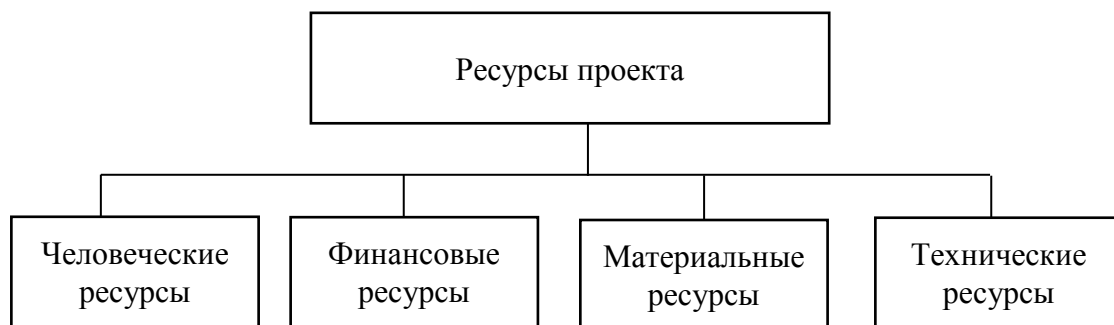 Ресурсы проекта
Человеческие
ресурсы
Финансовые
ресурсы
Материальные
ресурсы
Технические
ресурсы